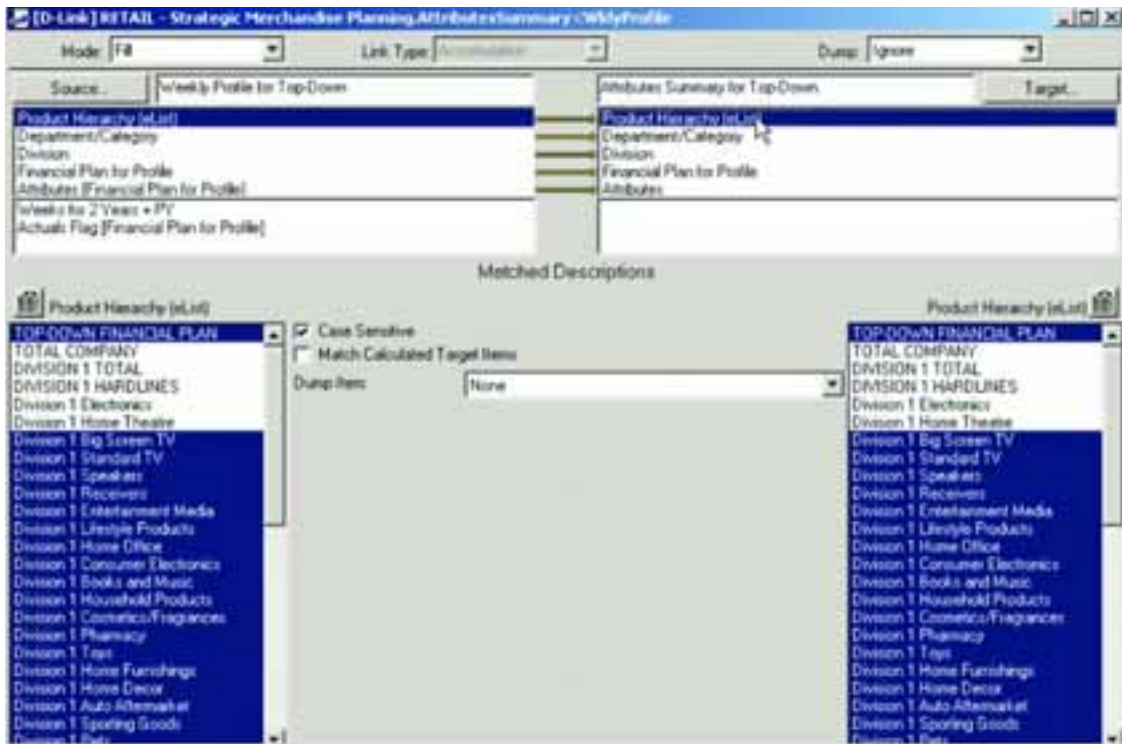 [D-Link] RETAIL - Strategic Merchandise Planning.AttributesSummary <WklyProfile
Mode: Fill
Link Type: Accumulation
Dump: Ignore
Source...
Weekly Profile for Top-Down
Attributes Summary for Top-Down
Target...
Product Hierarchy (eList)
Department/Category
Division
Financial Plan for Profile
Attributes [Financial Plan for Profile]
Weeks for 2 Years + PY
Actuals Flag [Financial Plan for Profile]
Product Hierarchy (eList)
Department/Category
Division
Financial Plan for Profile
Attributes
Matched Descriptions
Product Hierarchy (eList)
Product Hierarchy (eList)
TOP-DOWN FINANCIAL PLAN
TOTAL COMPANY
DIVISION 1 TOTAL
DIVISION 1 HARDLINES
Division 1 Electronics
Division 1 Home Theatre
Division 1 Big Screen TV
Division 1 Standard TV
Division 1 Speakers
Division 1 Receivers
Division 1 Entertainment Media
Division 1 Lifestyle Products
Division 1 Home Office
Division 1 Consumer Electronics
Division 1 Books and Music
Division 1 Household Products
Division 1 Cosmetics/Fragrances
Division 1 Pharmacy
Division 1 Toys
Division 1 Home Furnishings
Division 1 Home Decor
Division 1 Auto Aftermarket
Division 1 Sporting Goods
Division 1 Pets
Case Sensitive
Match Calculated Target Items
Dump Item:
None
TOP-DOWN FINANCIAL PLAN
TOTAL COMPANY
DIVISION 1 TOTAL
DIVISION 1 HARDLINES
Division 1 Electronics
Division 1 Home Theatre
Division 1 Big Screen TV
Division 1 Standard TV
Division 1 Speakers
Division 1 Receivers
Division 1 Entertainment Media
Division 1 Lifestyle Products
Division 1 Home Office
Division 1 Consumer Electronics
Division 1 Books and Music
Division 1 Household Products
Division 1 Cosmetics/Fragrances
Division 1 Pharmacy
Division 1 Toys
Division 1 Home Furnishings
Division 1 Home Decor
Division 1 Auto Aftermarket
Division 1 Sporting Goods
Division 1 Pets